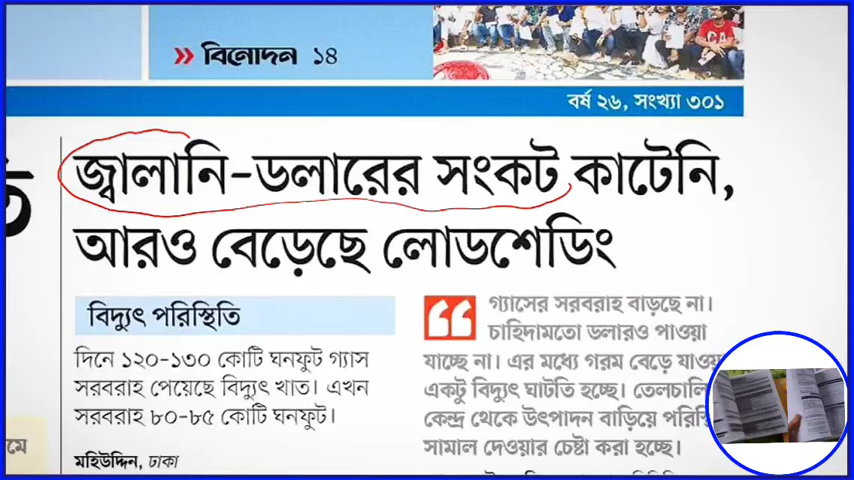 » বিনোদন ১৪
বর্ষ ২৬, সংখ্যা ৩০১
জ্বালানি-ডলারের সংকট কাটেনি,
আরও বেড়েছে লোডশেডিং
বিদ্যুৎ পরিস্থিতি
দিনে ১২০-১৩০ কোটি ঘনফুট গ্যাস
সরবরাহ পেয়েছে বিদ্যুৎ খাত। এখন
সরবরাহ ৮০-৮৫ কোটি ঘনফুট।
মহিউদ্দিন, ঢাকা
গ্যাসের সরবরাহ বাড়ছে না।
চাহিদামতো ডলারও পাওয়া
যাচ্ছে না। এর মধ্যে গরম বেড়ে
একটু বিদ্যুৎ ঘাটতি হচ্ছে।
কেন্দ্র থেকে উৎপাদন বাড়িয়ে
সামাল দেওয়ার চেষ্টা করা হচ্ছে।